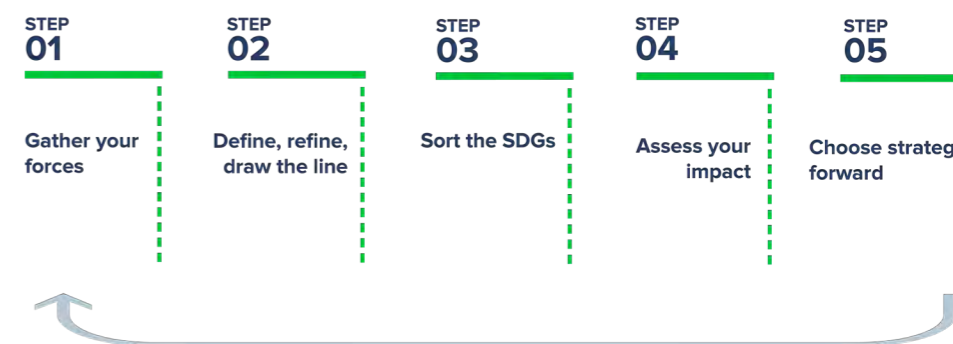 STEP
01
Gather your
forces
STEP
02
Define, refine,
draw the line
STEP
03
Sort the SDGs
STEP
04
Assess your
impact
STEP
05
Choose strateg
forward